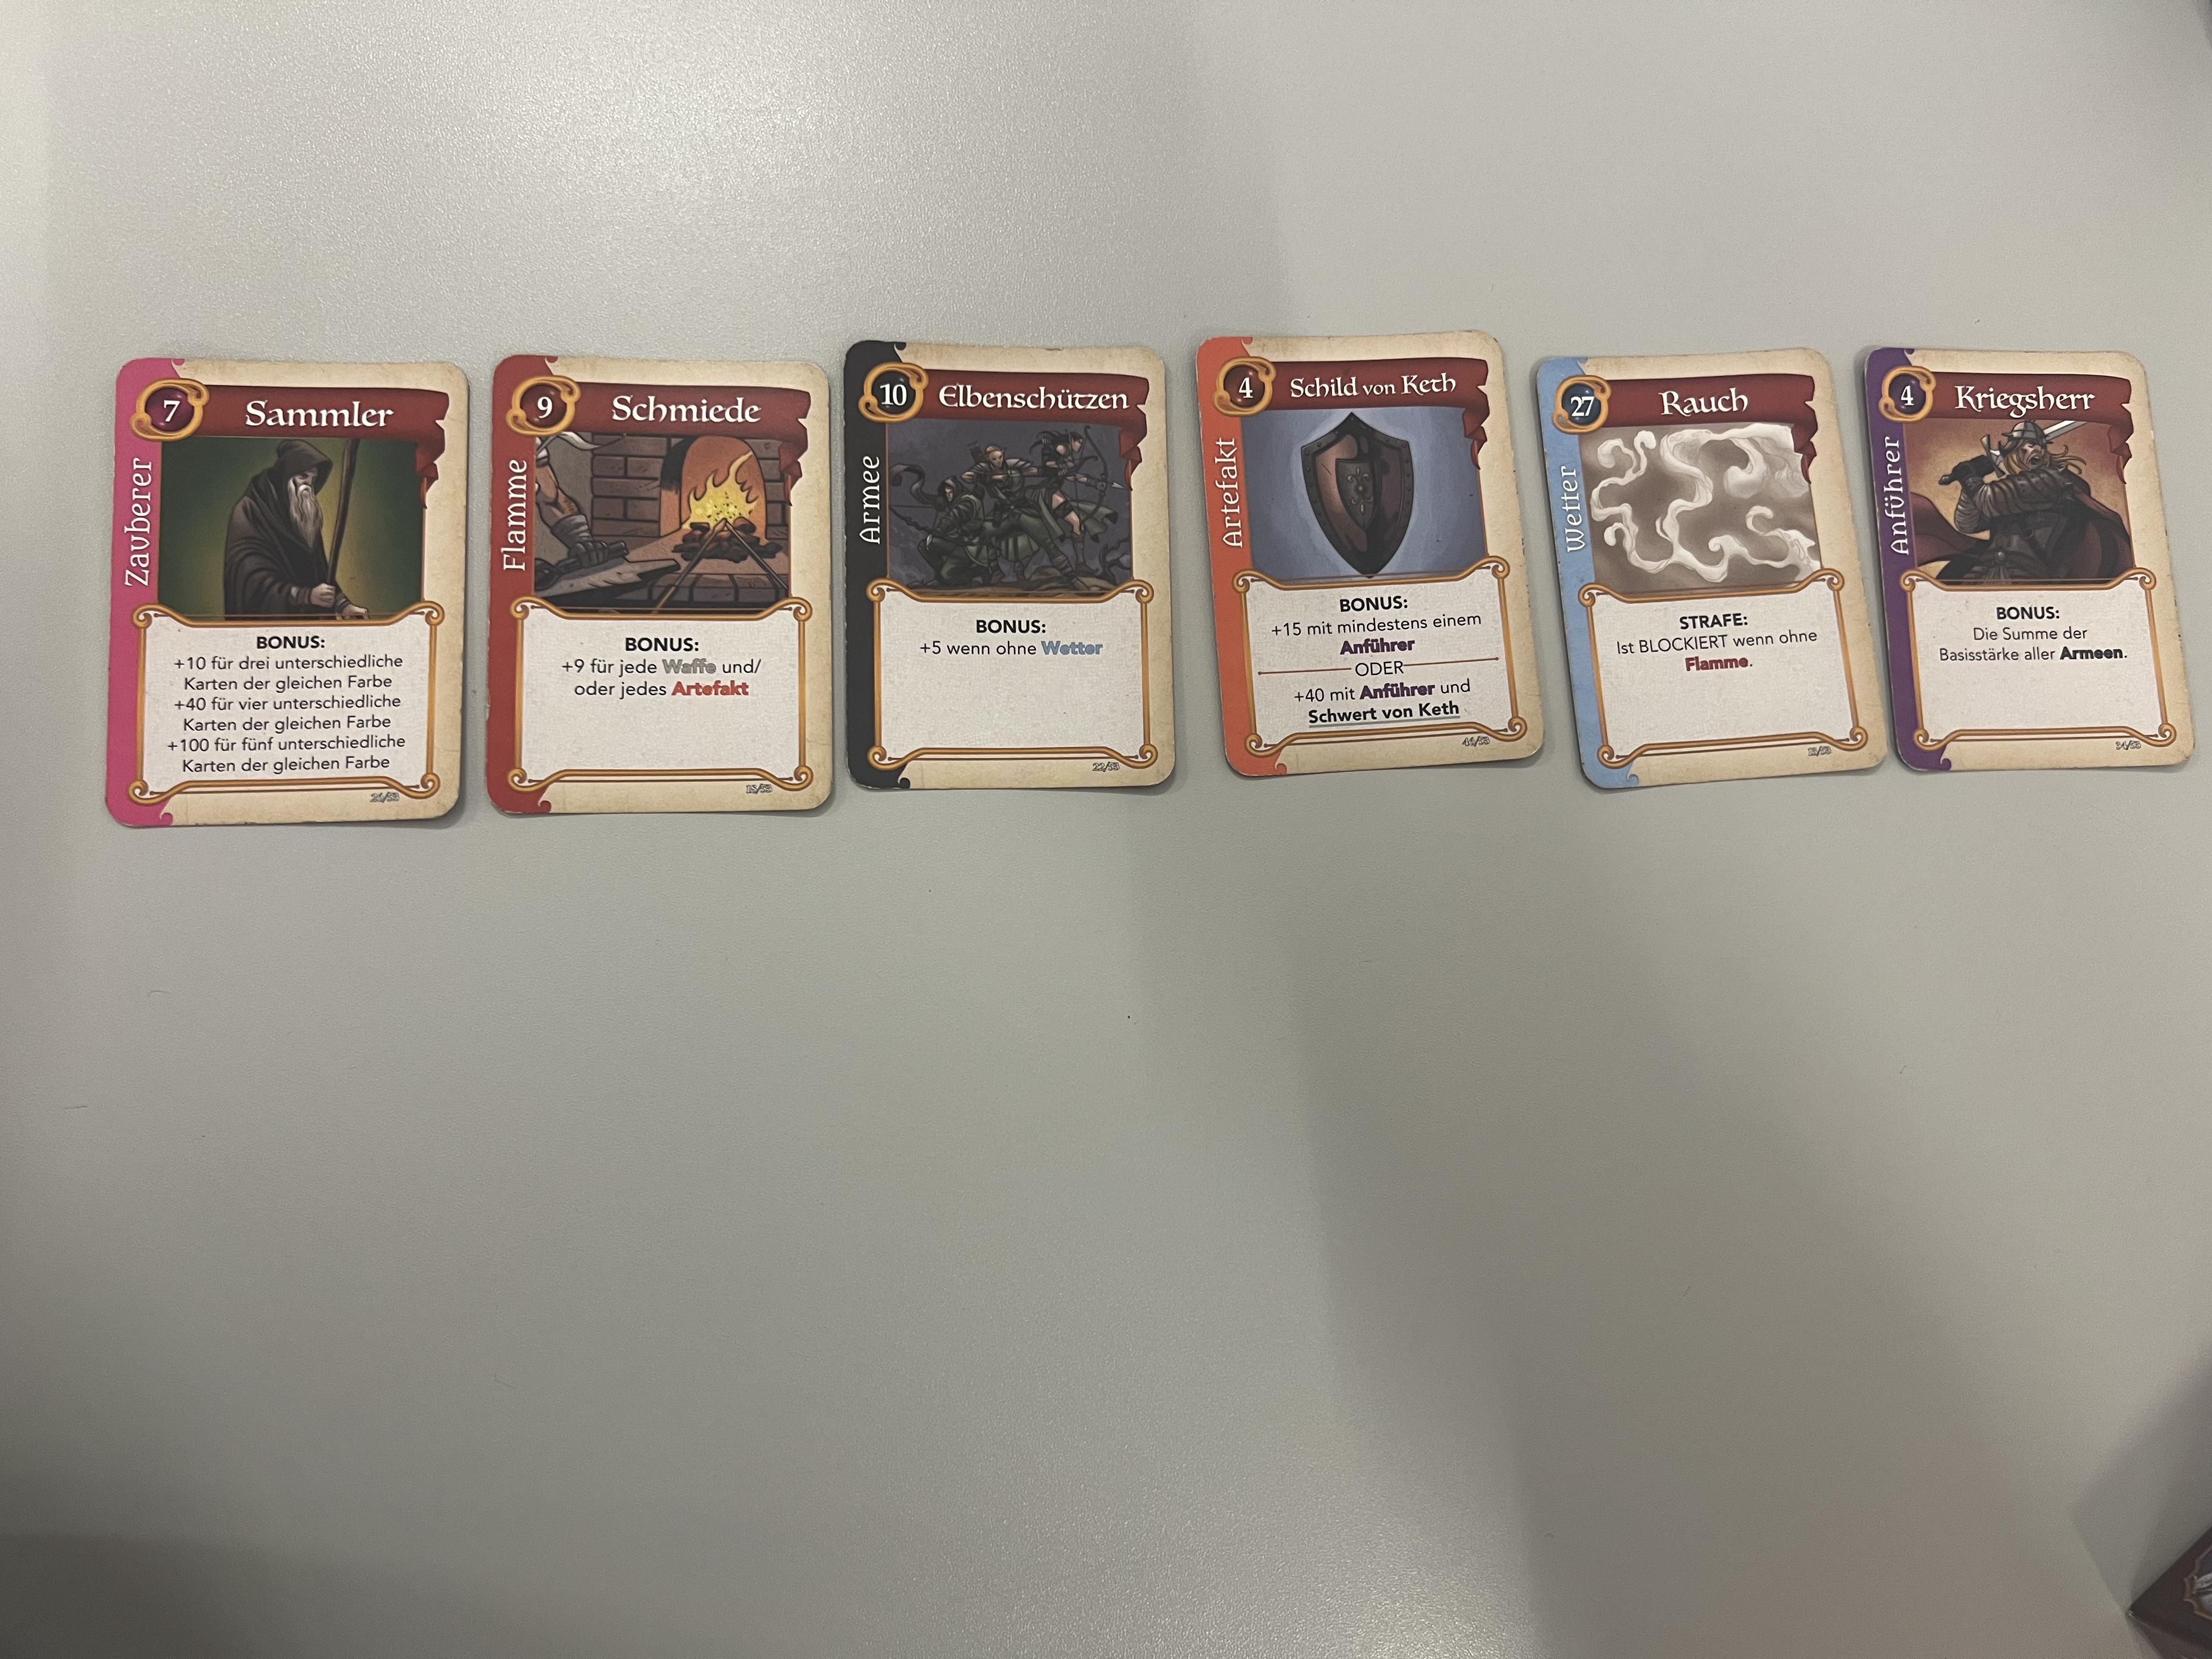 Zauberer
7
Sammler
BONUS:
+10 für drei unterschiedliche
Karten der gleichen Farbe
+40 für vier unterschiedliche
Karten der gleichen Farbe
+100 für fünf unterschiedliche
Karten der gleichen Farbe
Flamme
9
Schmiede
BONUS:
+9 für jede Waffe und/
oder jedes Artefakt
Armee
10
Elbenschützen
BONUS:
+5 wenn ohne Wetter
22/53
Artefakt
4
Schild von Keth
BONUS:
+15 mit mindestens einem
Anführer
ODER
+40 mit Anführer und
Schwert von Keth
Wetter
27
Rauch
STRAFE:
Ist BLOCKIERT wenn ohne
Flamme.
Anführer
4
Kriegsherr
BONUS:
Die Summe der
Basisstärke aller Armeen.
34/53